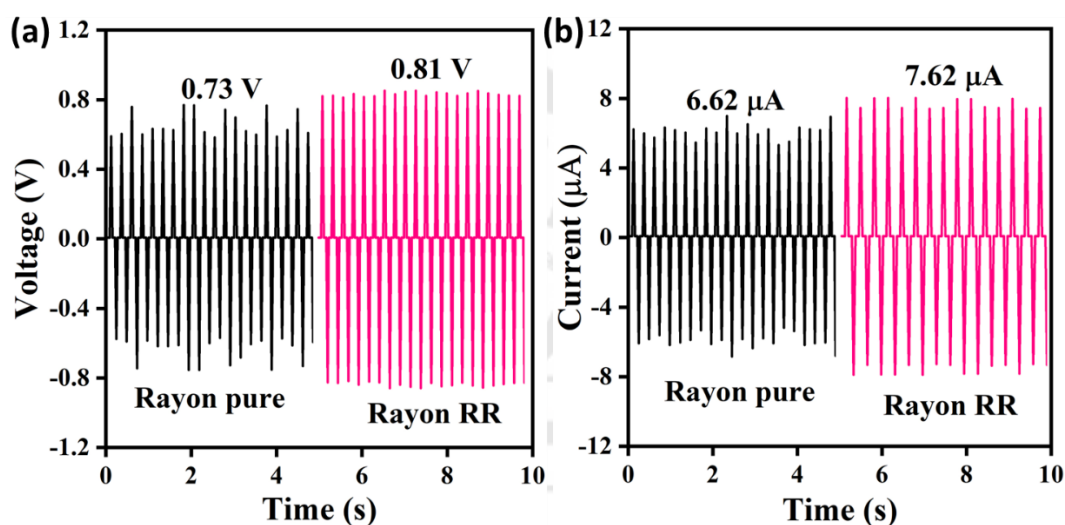 (a)
Voltage (V)
1.2
0.8
0.4
0.0
-0.4
-0.8
-1.2
0.73 V
0.81 V
Rayon pure
Rayon RR
0
2
4
6
8
10
Time (s)
(b)
Current (μA)
12
8
4
0
-4
-8
-12
6.62 μA
7.62 μA
Rayon pure
Rayon RR
0
2
4
6
8
10
Time (s)